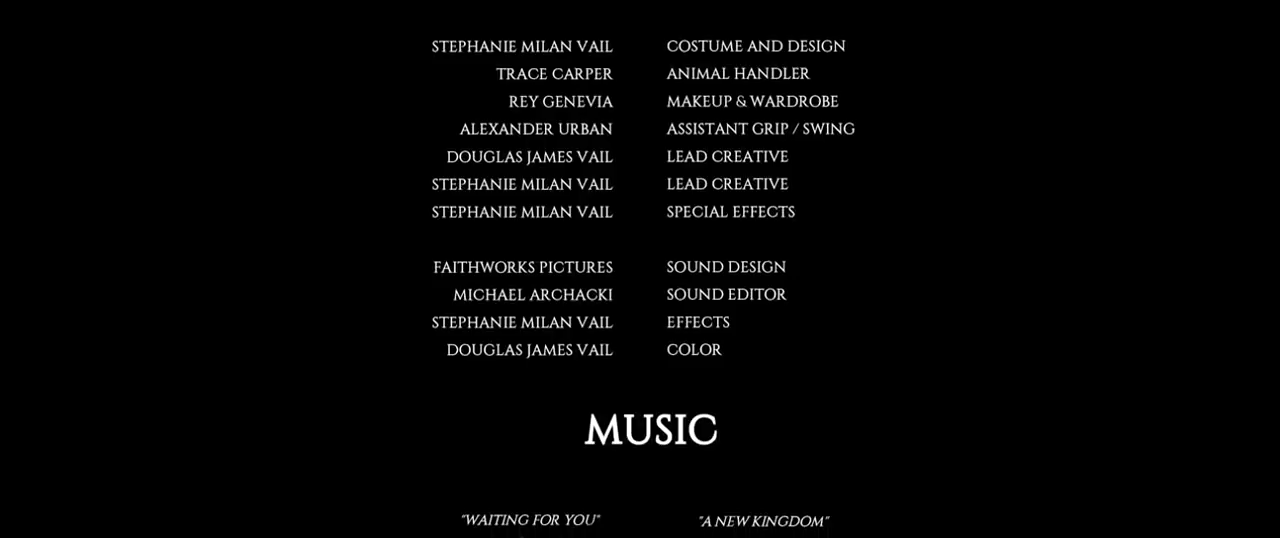 STEPHANIE MILAN VAIL COSTUME AND DESIGN
TRACE CARPER ANIMAL HANDLER
REY GENEVIA MAKEUP & WARDROBE
ALEXANDER URBAN ASSISTANT GRIP / SWING
DOUGLAS JAMES VAIL LEAD CREATIVE
STEPHANIE MILAN VAIL LEAD CREATIVE
STEPHANIE MILAN VAIL SPECIAL EFFECTS
FAITHWORKS PICTURES SOUND DESIGN
MICHAEL ARCHACKI SOUND EDITOR
STEPHANIE MILAN VAIL EFFECTS
DOUGLAS JAMES VAIL COLOR
MUSIC
"WAITING FOR YOU" "A NEW KINGDOM"